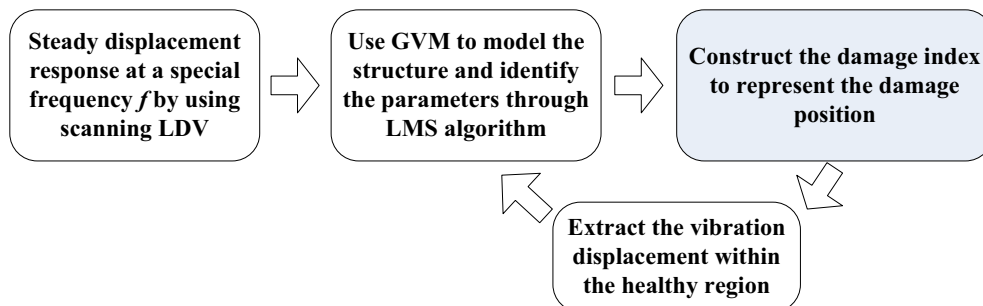 Steady displacement
response at a special
frequency f by using
scanning LDV
Use GVM to model the
structure and identify
the parameters through
LMS algorithm
Construct the damage index
to represent the damage
position
Extract the vibration
displacement within
the healthy region